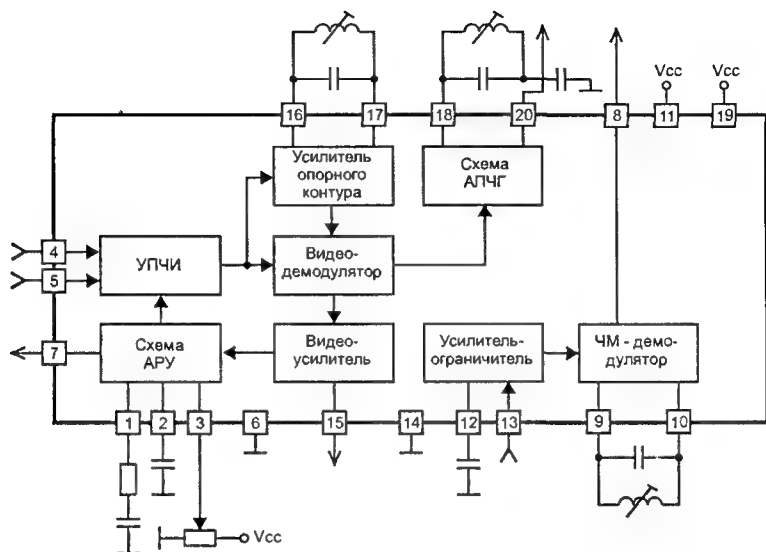 Vcc
Vcc
16
17
18
20
8
11
19
Усилитель
опорного
контура
Схема
АПЧГ
4
5
УПЧИ
Видео-
демодулятор
7
Схема
АРУ
Видео-
усилитель
Усилитель-
ограничитель
ЧМ - демо-
дулятор
1
2
3
6
15
14
12
13
9
10
Vcc